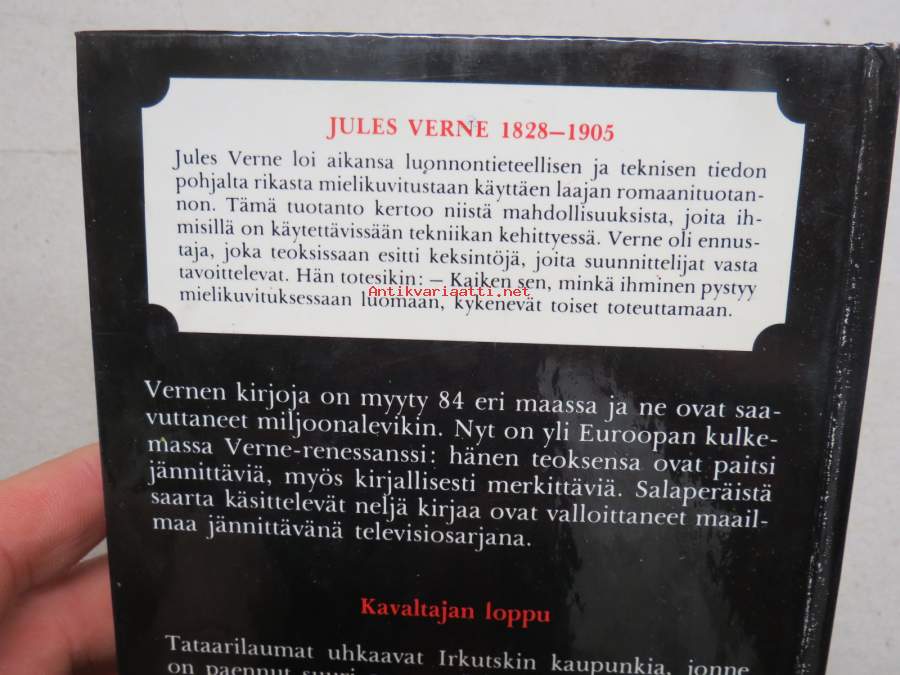 JULES VERNE 1828–1905
Jules Verne loi aikansa luonnontieteellisen ja teknisen tiedon
pohjalta rikasta mielikuvitustaan käyttäen laajan romaanituotan-
non. Tämä tuotanto kertoo niistä mahdollisuuksista, joita ih-
misillä on käytettävissään tekniikan kehittyessä. Verne oli ennus-
taja, joka teoksissaan esitti keksintöjä, joita suunnittelijat vasta
tavoittelevat. Hän totesikin: – Kaiken sen, minkä ihminen pystyy
Antikvariaatti.net
mielikuvituksessaan luomaan, kykenevät toiset toteuttamaan.
Vernen kirjoja on myyty 84 eri maassa ja ne ovat saa-
vuttaneet miljoonalevikin. Nyt on yli Euroopan kulke-
massa Verne-renessanssi: hänen teoksensa ovat paitsi
jännittäviä, myös kirjallisesti merkittäviä. Salaperäistä
saarta käsittelevät neljä kirjaa ovat valloittaneet maail-
maa jännittävänä televisiosarjana.
Kavaltajan loppu
Tataarilaumat uhkaavat Irkutskin kaupunkia, jonne
on paennut suuri